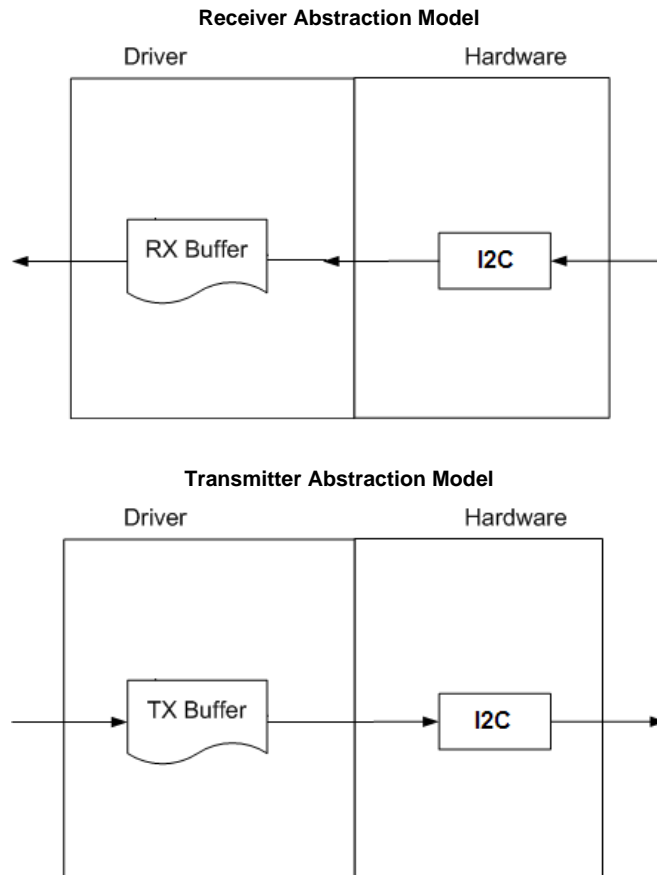 Receiver Abstraction Model
Driver Hardware
RX Buffer I2C
Transmitter Abstraction Model
Driver Hardware
TX Buffer I2C